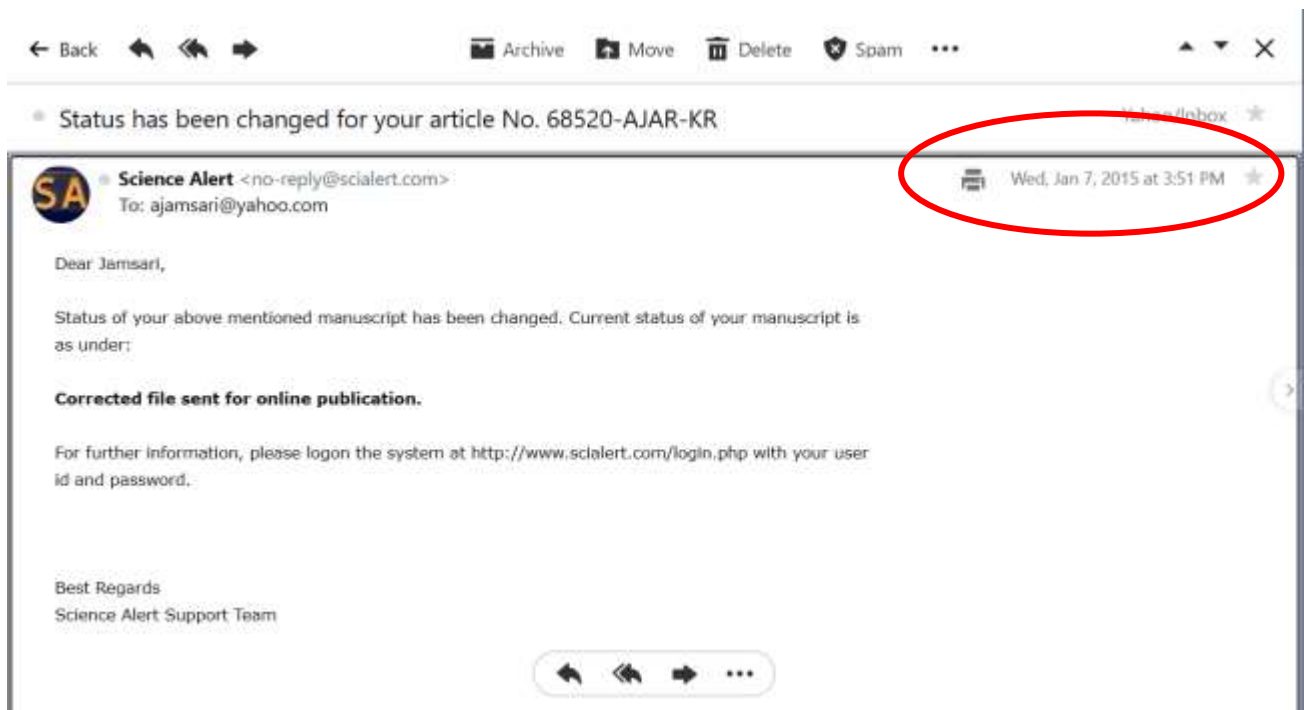 Back
Archive Move Delete Spam
Status has been changed for your article No. 68520-AJAR-KR Yahoo/Inbox
SA
Science Alert <no-reply@scialert.com> Wed, Jan 7, 2015 at 3:51 PM
To: ajamsari@yahoo.com
Dear Jamsari,
Status of your above mentioned manuscript has been changed. Current status of your manuscript is
as under:
Corrected file sent for online publication.
For further information, please logon the system at http://www.scialert.com/login.php with your user
id and password.
Best Regards
Science Alert Support Team